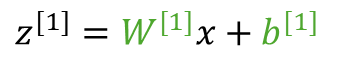 z^[1] = W^[1]x + b^[1]